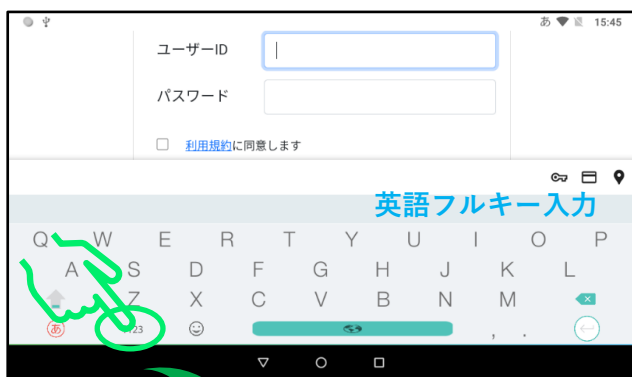 あ 15:45
ユーザーID
パスワード
利用規約に同意します
英語フルキー入力
Q W E R T Y U I O P
A S D F G H J K L
Z X C V B N M
あ 123 , .